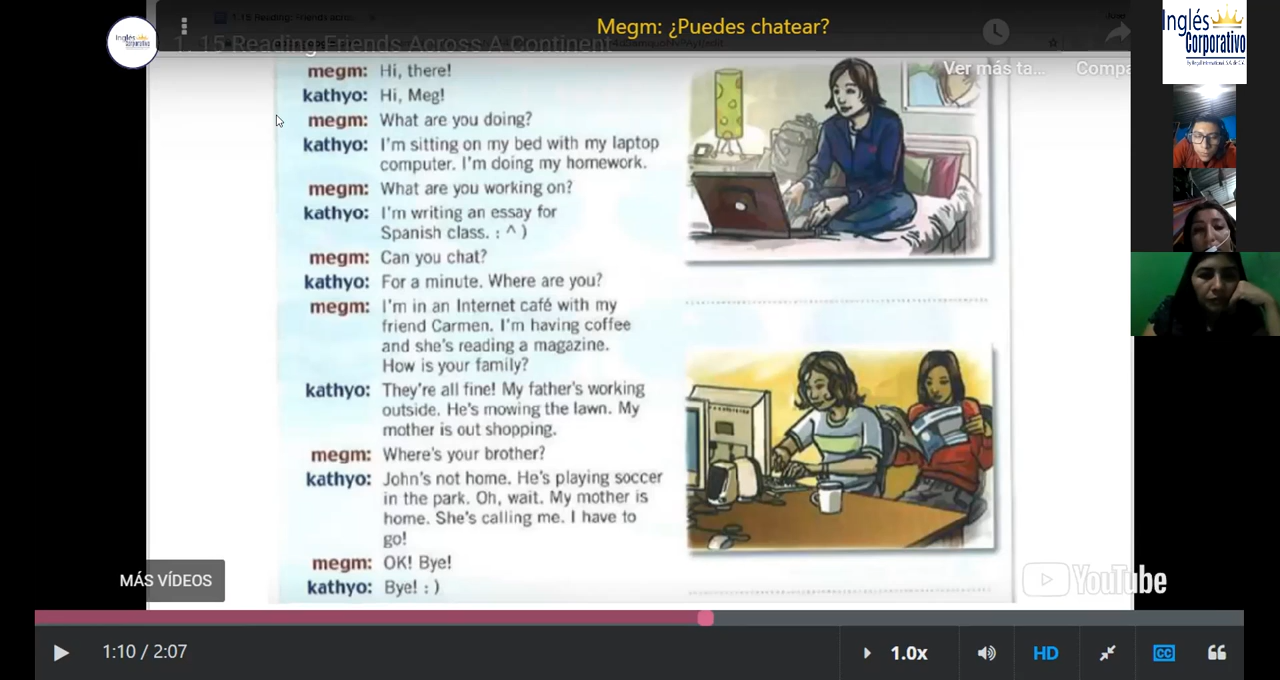 Megm: ¿Puedes chatear?
1. 15 Reading Friends Across A Continent
Inglés
Corporativo
Ver más ta...
Compa
megm: Hi, there!
kathyo: Hi, Meg!
megm: What are you doing?
kathyo: I'm sitting on my bed with my laptop
computer. I'm doing my homework.
megm: What are you working on?
kathyo: I'm writing an essay for
Spanish class. : ^ )
megm: Can you chat?
kathyo: For a minute. Where are you?
megm: I'm in an Internet café with my
friend Carmen. I'm having coffee
and she's reading a magazine.
How is your family?
kathyo: They're all fine! My father's working
outside. He's mowing the lawn. My
mother is out shopping.
megm: Where's your brother?
kathyo: John's not home. He's playing soccer
in the park. Oh, wait. My mother is
home. She's calling me. I have to
go!
megm: OK! Bye!
kathyo: Bye! : )
MÁS VÍDEOS
YouTube
1:10 / 2:07
1.0x
HD
CC